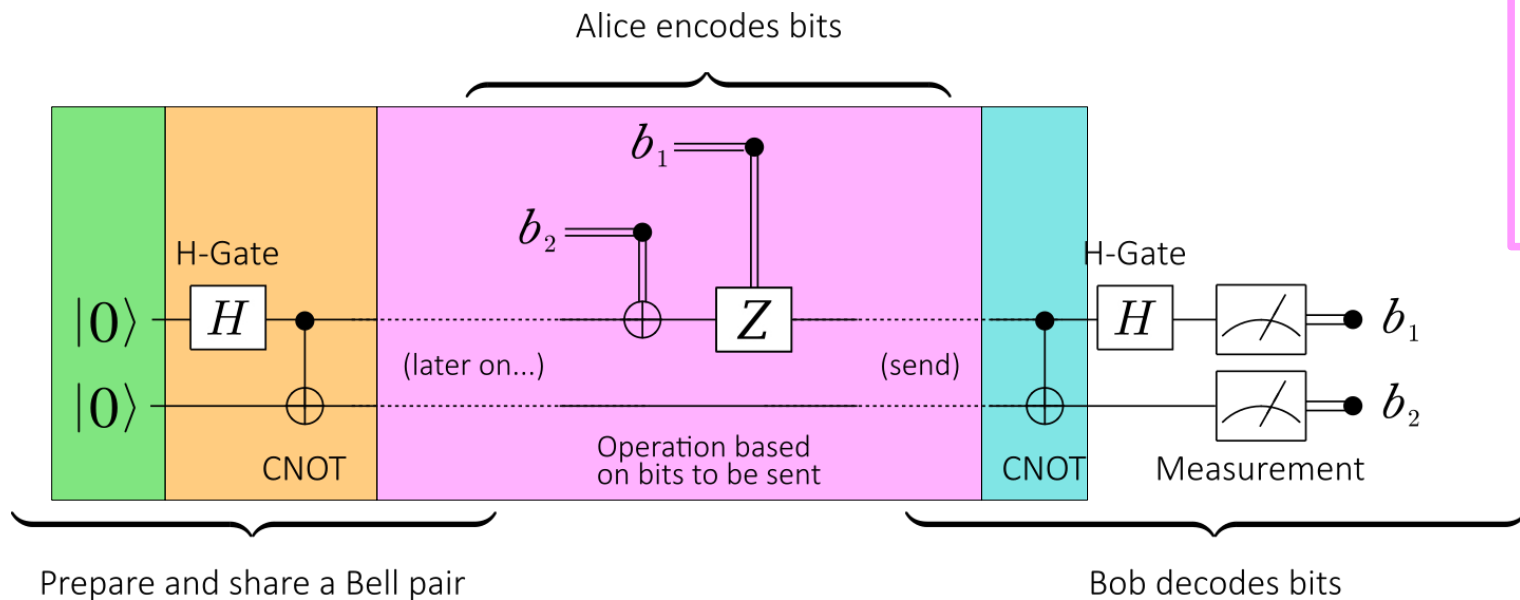 Alice encodes bits
b₁
b₂
H-Gate
H-Gate
|0⟩ H Z H b₁
(later on...) (send)
|0⟩ b₂
Operation based
on bits to be sent
CNOT CNOT Measurement
Prepare and share a Bell pair Bob decodes bits